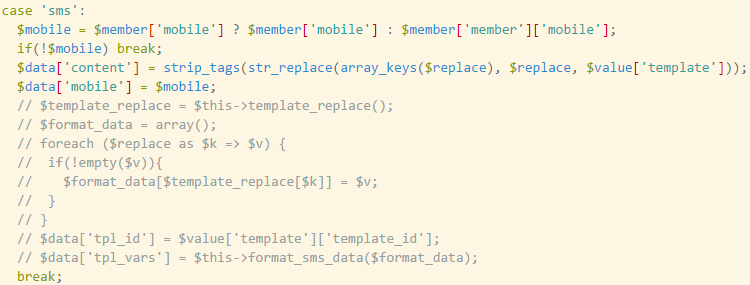 case 'sms':
  $mobile = $member['mobile'] ? $member['mobile'] : $member['member']['mobile'];
  if(!$mobile) break;
  $data['content'] = strip_tags(str_replace(array_keys($replace), $replace, $value['template']));
  $data['mobile'] = $mobile;
  // $template_replace = $this->template_replace();
  // $format_data = array();
  // foreach ($replace as $k => $v) {
  //  if(!empty($v)){
  //    $format_data[$template_replace[$k]] = $v;
  //  }
  // }
  // $data['tpl_id'] = $value['template']['template_id'];
  // $data['tpl_vars'] = $this->format_sms_data($format_data);
  break;